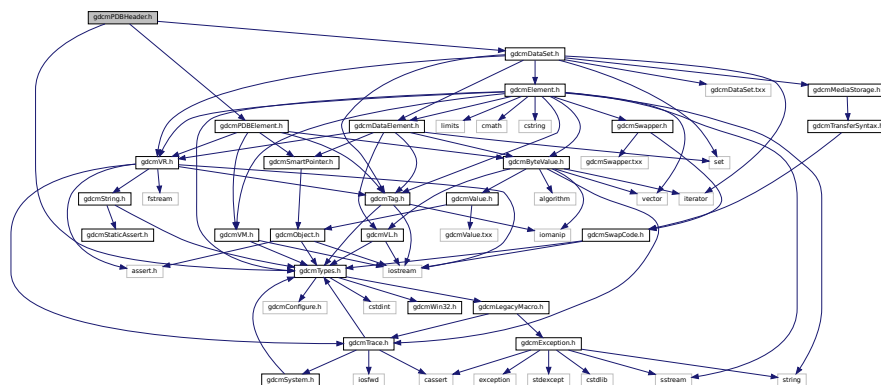 gdcmPDBHeader.h
gdcmDataSet.h
gdcmElement.h
gdcmDataSet.txx
gdcmMediaStorage.h
gdcmPDBElement.h
gdcmDataElement.h
limits
cmath
cstring
gdcmSwapper.h
gdcmTransferSyntax.h
gdcmVR.h
gdcmSmartPointer.h
gdcmByteValue.h
gdcmSwapper.txx
set
gdcmString.h
fstream
gdcmTag.h
gdcmValue.h
algorithm
vector
iterator
gdcmStaticAssert.h
gdcmVM.h
gdcmObject.h
gdcmVL.h
gdcmValue.txx
iomanip
gdcmSwapCode.h
assert.h
gdcmTypes.h
iostream
gdcmConfigure.h
cstdint
gdcmWin32.h
gdcmLegacyMacro.h
gdcmTrace.h
gdcmException.h
gdcmSystem.h
iosfwd
cassert
exception
stdexcept
cstdlib
sstream
string